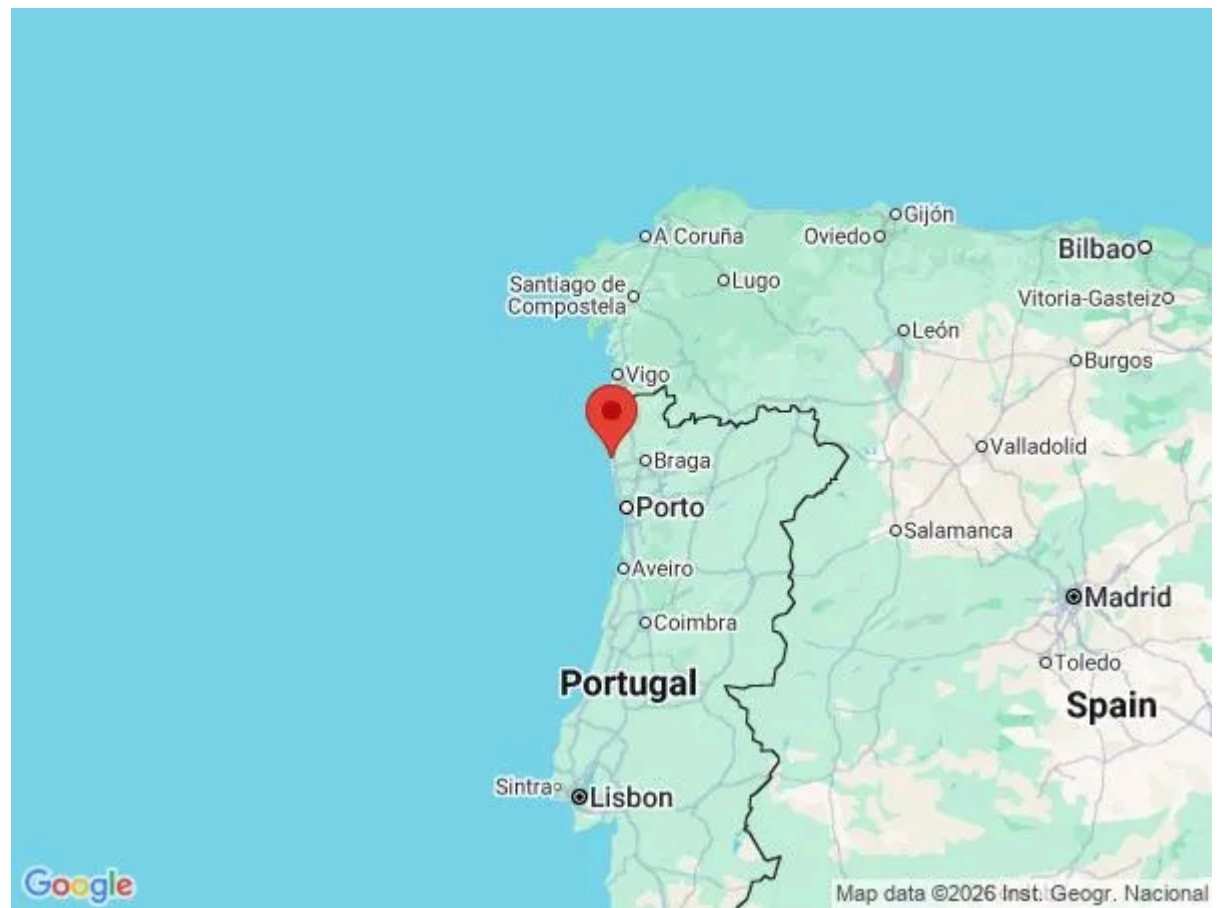 Gijón
A Coruña
Oviedo
Bilbao
Lugo
Santiago de
Compostela
Vitoria-Gasteiz
León
Burgos
Vigo
Valladolid
Braga
Porto
Salamanca
Aveiro
Madrid
Coimbra
Toledo
Portugal
Spain
Sintra
Lisbon
Google
Map data ©2026 Inst. Geogr. Nacional